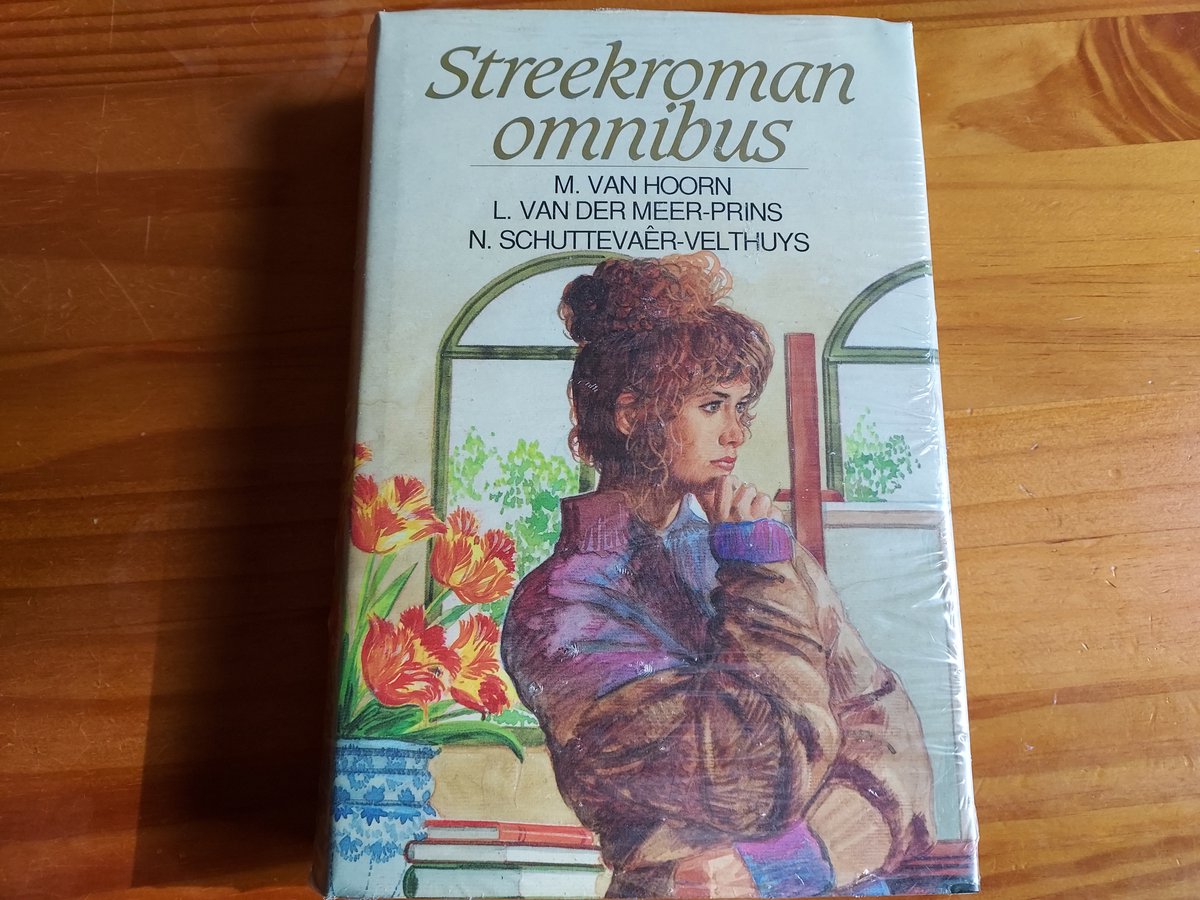 Streekroman
omnibus
M. VAN HOORN
L. VAN DER MEER-PRINS
N. SCHUTTEVAÊR-VELTHUYS